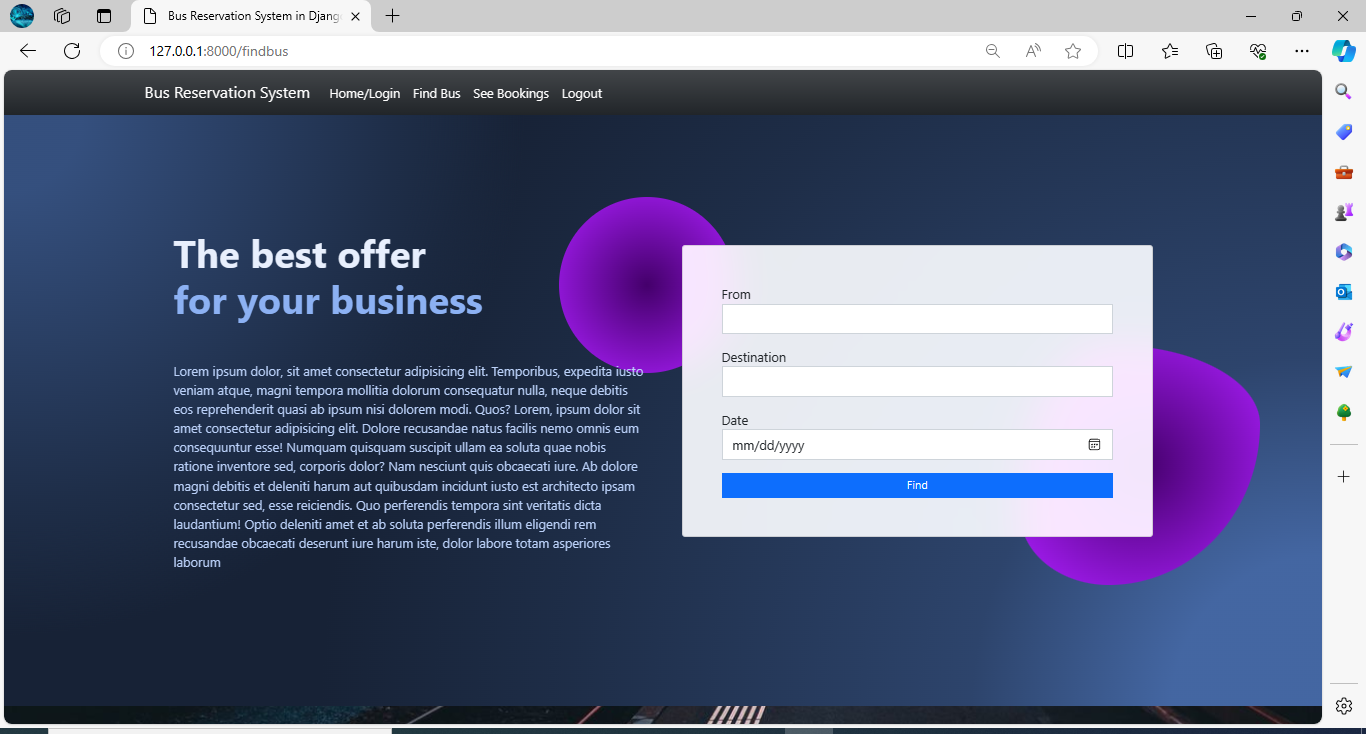 Bus Reservation System in Djang
127.0.0.1:8000/findbus
Bus Reservation System Home/Login Find Bus See Bookings Logout
The best offer
for your business
Lorem ipsum dolor, sit amet consectetur adipisicing elit. Temporibus, expedita iusto
veniam atque, magni tempora mollitia dolorum consequatur nulla, neque debitis
eos reprehenderit quasi ab ipsum nisi dolorem modi. Quos? Lorem, ipsum dolor sit
amet consectetur adipisicing elit. Dolore recusandae natus facilis nemo omnis eum
consequuntur esse! Numquam quisquam suscipit ullam ea soluta quae nobis
ratione inventore sed, corporis dolor? Nam nesciunt quis obcaecati iure. Ab dolore
magni debitis et deleniti harum aut quibusdam incidunt iusto est architecto ipsam
consectetur sed, esse reiciendis. Quo perferendis tempora sint veritatis dicta
laudantium! Optio deleniti amet et ab soluta perferendis illum eligendi rem
recusandae obcaecati deserunt iure harum iste, dolor labore totam asperiores
laborum
From
Destination
Date
mm/dd/yyyy
Find